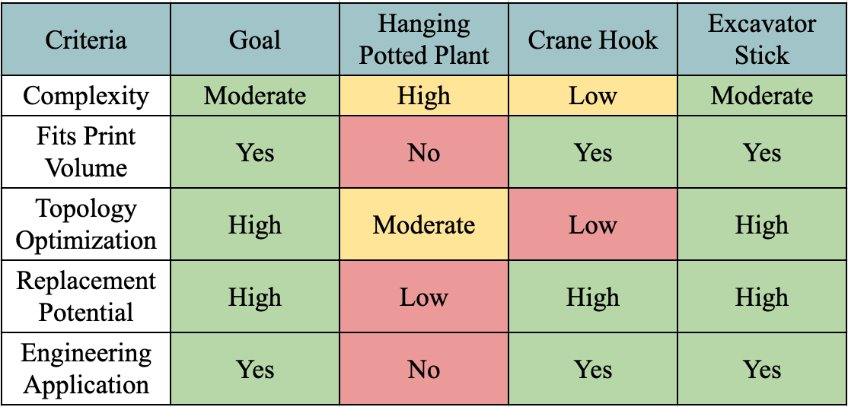 Criteria Goal Hanging Potted Plant Crane Hook Excavator Stick
Complexity Moderate High Low Moderate
Fits Print Volume Yes No Yes Yes
Topology Optimization High Moderate Low High
Replacement Potential High Low High High
Engineering Application Yes No Yes Yes